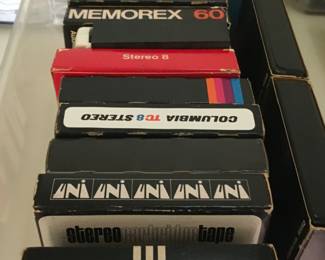 MEMOREX 60
Stereo 8
COLUMBIA TC8 STEREO
UNI UNI UNI UNI UNI
stereo tape